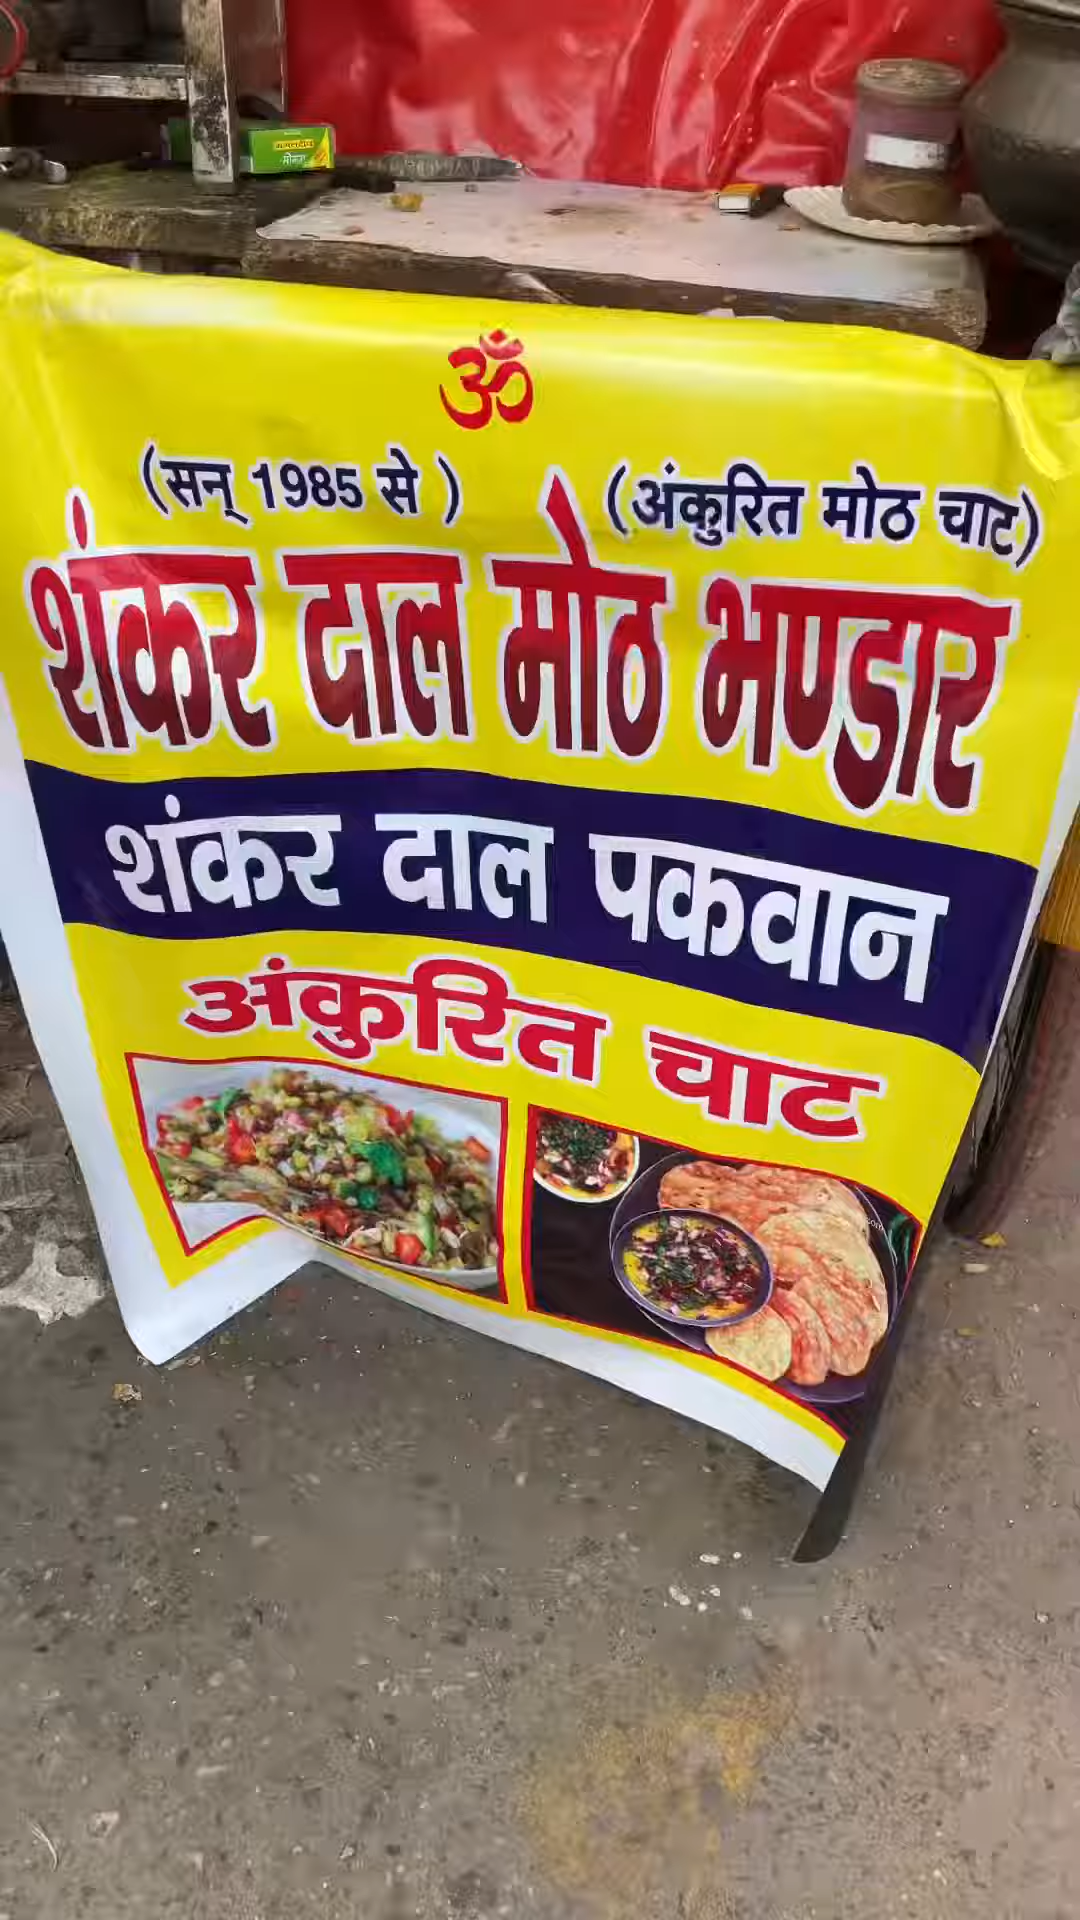 ॐ
(सन् 1985 से ) (अंकुरित मोठ चाट)
शंकर दाल मोठ भण्डार
शंकर दाल पकवान
अंकुरित चाट